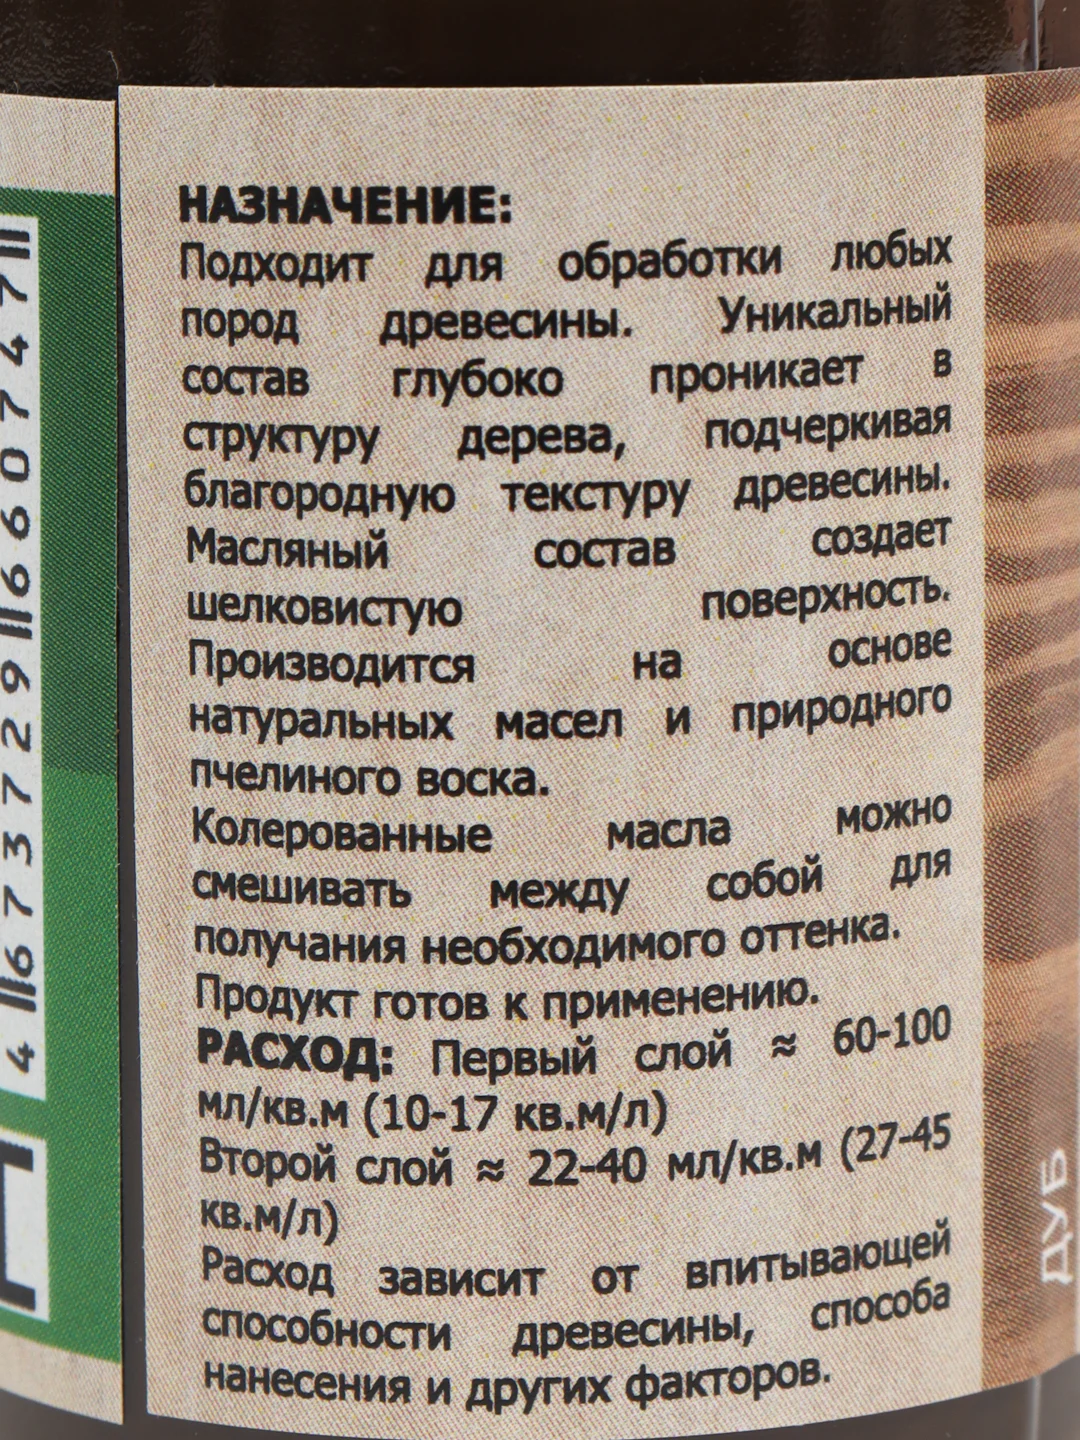 НАЗНАЧЕНИЕ:
Подходит для обработки любых
пород древесины. Уникальный
состав глубоко проникает в
структуру дерева, подчеркивая
благородную текстуру древесины.
Масляный состав создает
шелковистую поверхность.
Производится на основе
натуральных масел и природного
пчелиного воска.
Колерованные масла можно
смешивать между собой для
получания необходимого оттенка.
Продукт готов к применению.
РАСХОД: Первый слой ≈ 60-100
мл/кв.м (10-17 кв.м/л)
Второй слой ≈ 22-40 мл/кв.м (27-45
кв.м/л)
Расход зависит от впитывающей
способности древесины, способа
нанесения и других факторов.
4 673729 660747
ДУБ